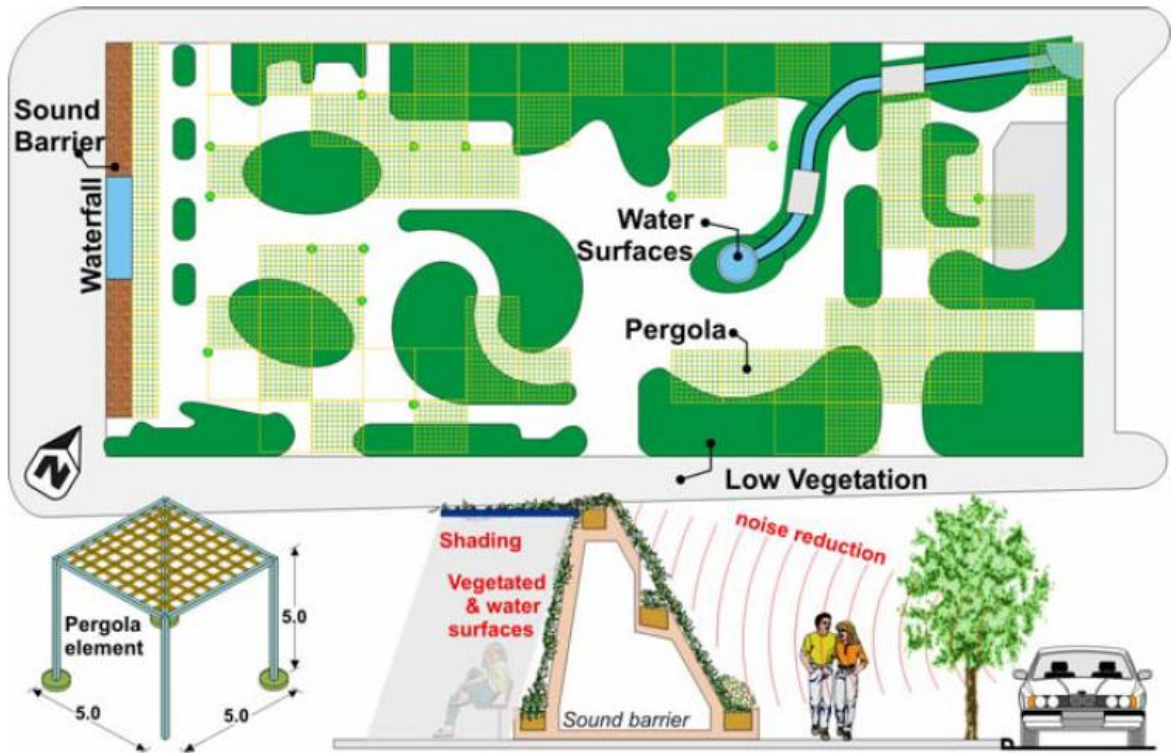 Sound
Barrier
Waterfall
Water
Surfaces
Pergola
Low Vegetation
N
Pergola
element
5.0
5.0
5.0
Shading
Vegetated
& water
surfaces
noise reduction
Sound barrier